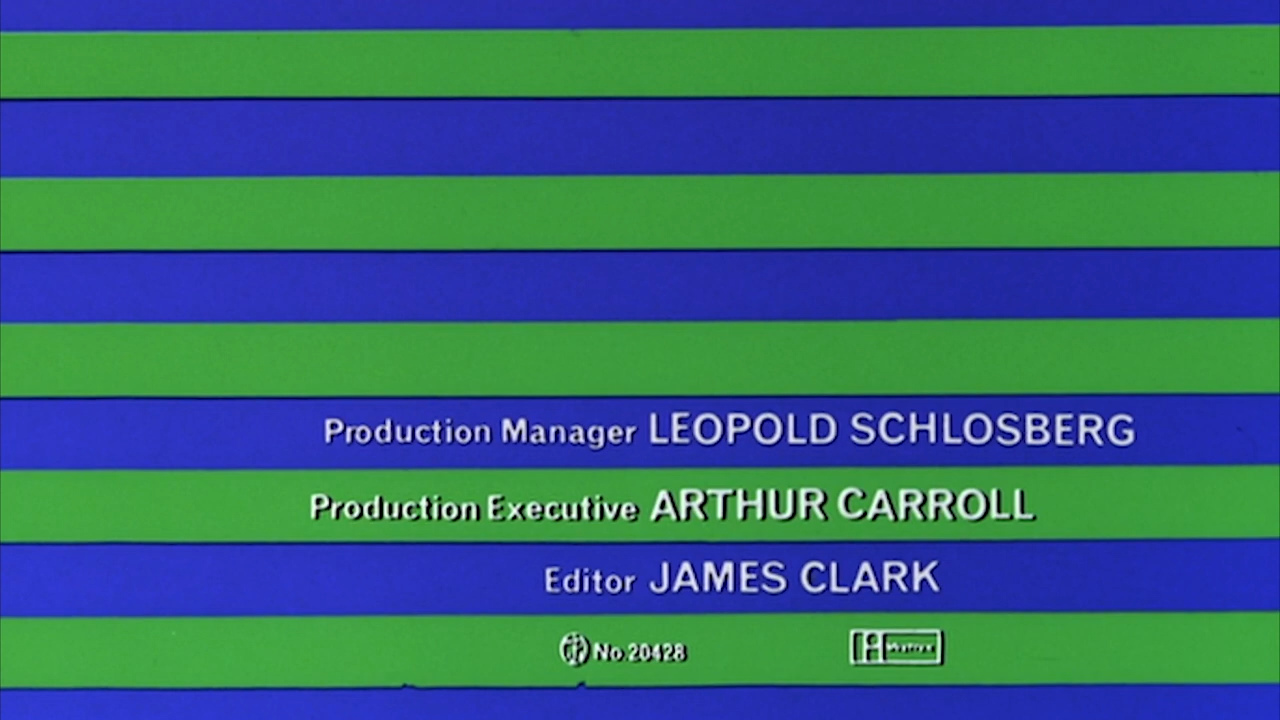 Production Manager LEOPOLD SCHLOSBERG
Production Executive ARTHUR CARROLL
Editor JAMES CLARK
No. 20428